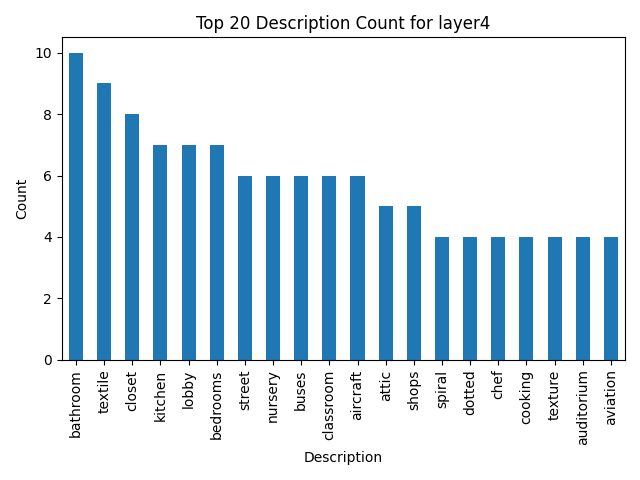 Top 20 Description Count for layer4
Count
10
8
6
4
2
0
bathroom
textile
closet
kitchen
lobby
bedrooms
street
nursery
buses
classroom
aircraft
attic
shops
spiral
dotted
chef
cooking
texture
auditorium
aviation
Description